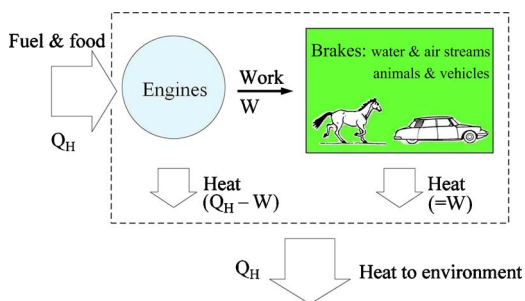 Fuel & food
Q_H
Engines
Work
W
Brakes: water & air streams
animals & vehicles
Heat
(Q_H – W)
Heat
(=W)
Q_H
Heat to environment